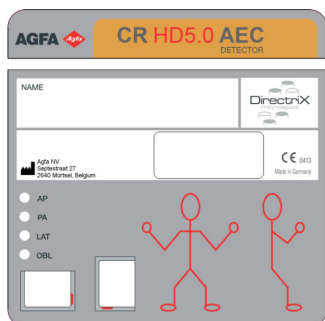 AGFA Agfa CR HD5.0 AEC
DETECTOR
NAME
DirectriX
Agfa NV
Septestraat 27
2640 Mortsel, Belgium
CE 0413
Made in Germany
AP
PA
LAT
OBL